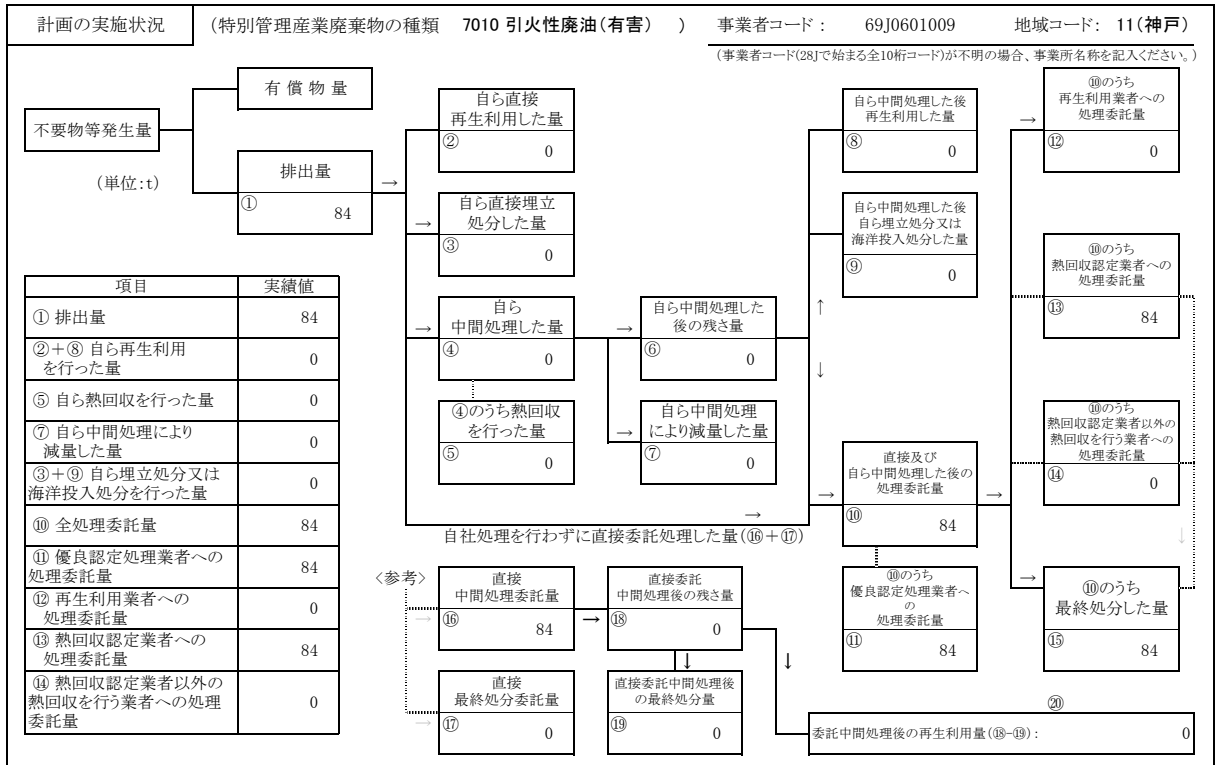 計画の実施状況 (特別管理産業廃棄物の種類 7010 引火性廃油(有害) ) 事業者コード: 69J0601009 地域コード: 11(神戸)
(事業者コード(28Jで始まる全10桁コード)が不明の場合、事業所名称を記入ください。)
不要物等発生量
(単位:t)
有償物量
排出量
→
① 84
自ら直接
再生利用した量
② 0
→
自ら直接埋立
処分した量
③ 0
→
自ら
中間処理した量
④ 0
④のうち熱回収
を行った量
⑤ 0
→
自ら中間処理した
後の残さ量
⑥ 0
→
自ら中間処理
により減量した量
⑦ 0
自ら中間処理した後
再生利用した量
⑧ 0
自ら中間処理した後
自ら埋立処分又は
海洋投入処分した量
⑨ 0
↑
↓
→
直接及び
自ら中間処理した後の
処理委託量
⑩ 84
→
⑩のうち
優良認定処理業者へ
の
処理委託量
⑪ 84
→
⑩のうち
再生利用業者への
処理委託量
⑫ 0
⑩のうち
熱回収認定業者への
処理委託量
⑬ 84
⑩のうち
熱回収認定業者以外の
熱回収を行う業者への
処理委託量
⑭ 0
↓
→
⑩のうち
最終処分した量
⑮ 84
→
自社処理を行わずに直接委託処理した量(⑯+⑰)
<参考>
→
直接
中間処理委託量
⑯ 84
→
直接委託
中間処理後の残さ量
⑱ 0
↓
↓
→
直接
最終処分委託量
⑰ 0
直接委託中間処理後
の最終処分量
⑲ 0
⑳
委託中間処理後の再生利用量(⑱-⑲): 0
項目 実績値
① 排出量 84
②+⑧ 自ら再生利用
を行った量 0
⑤ 自ら熱回収を行った量 0
⑦ 自ら中間処理により
減量した量 0
③+⑨ 自ら埋立処分又は
海洋投入処分を行った量 0
⑩ 全処理委託量 84
⑪ 優良認定処理業者への
処理委託量 84
⑫ 再生利用業者への
処理委託量 0
⑬ 熱回収認定業者への
処理委託量 84
⑭ 熱回収認定業者以外の
熱回収を行う業者への処理
委託量 0